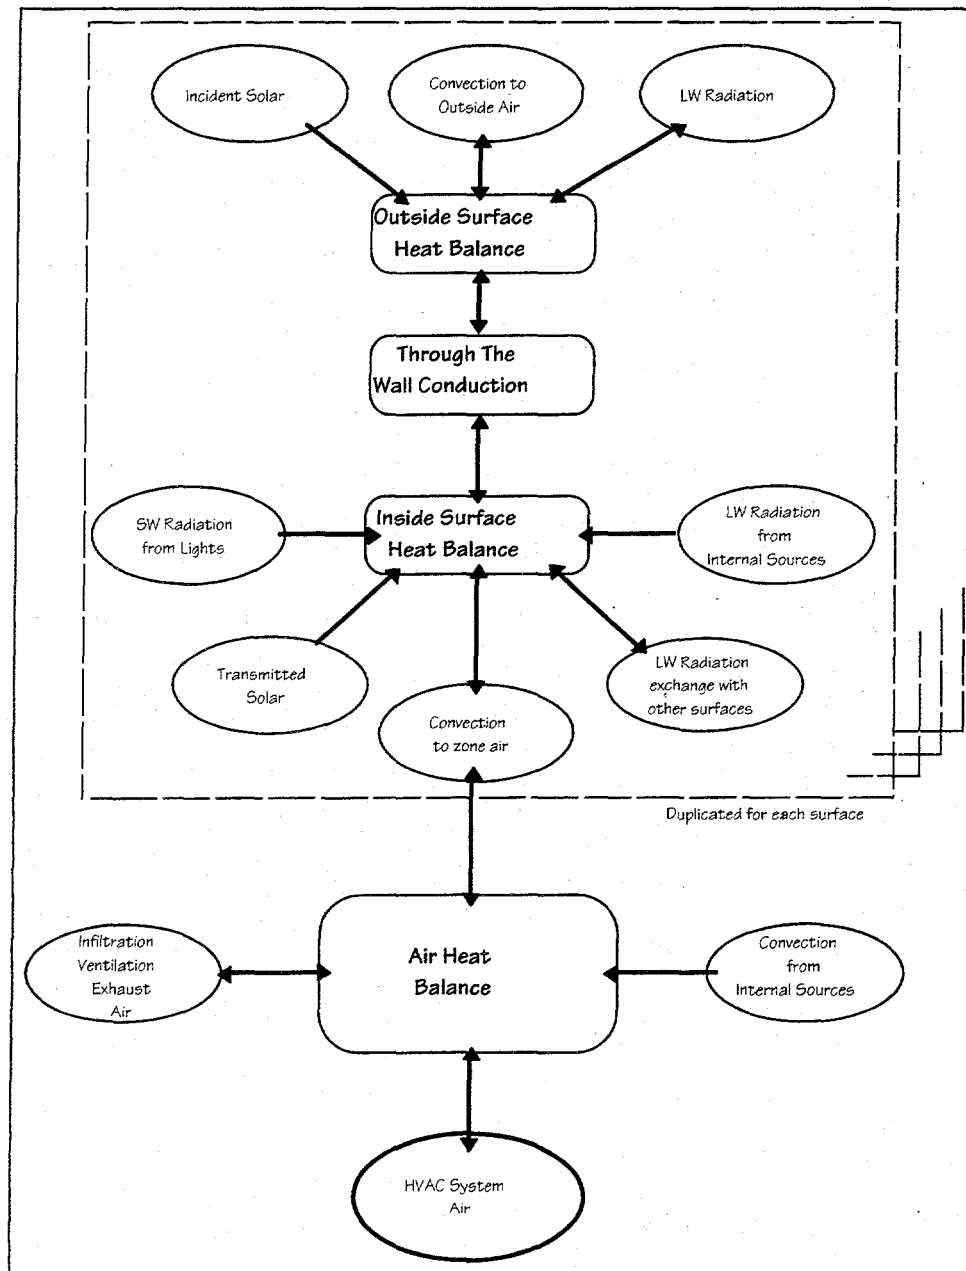 Incident Solar
Convection to
Outside Air
LW Radiation
Outside Surface
Heat Balance
Through The
Wall Conduction
SW Radiation
from Lights
Inside Surface
Heat Balance
LW Radiation
from
Internal Sources
Transmitted
Solar
Convection
to zone air
LW Radiation
exchange with
other surfaces
Duplicated for each surface
Infiltration
Ventilation
Exhaust
Air
Air Heat
Balance
Convection
from
Internal Sources
HVAC System
Air